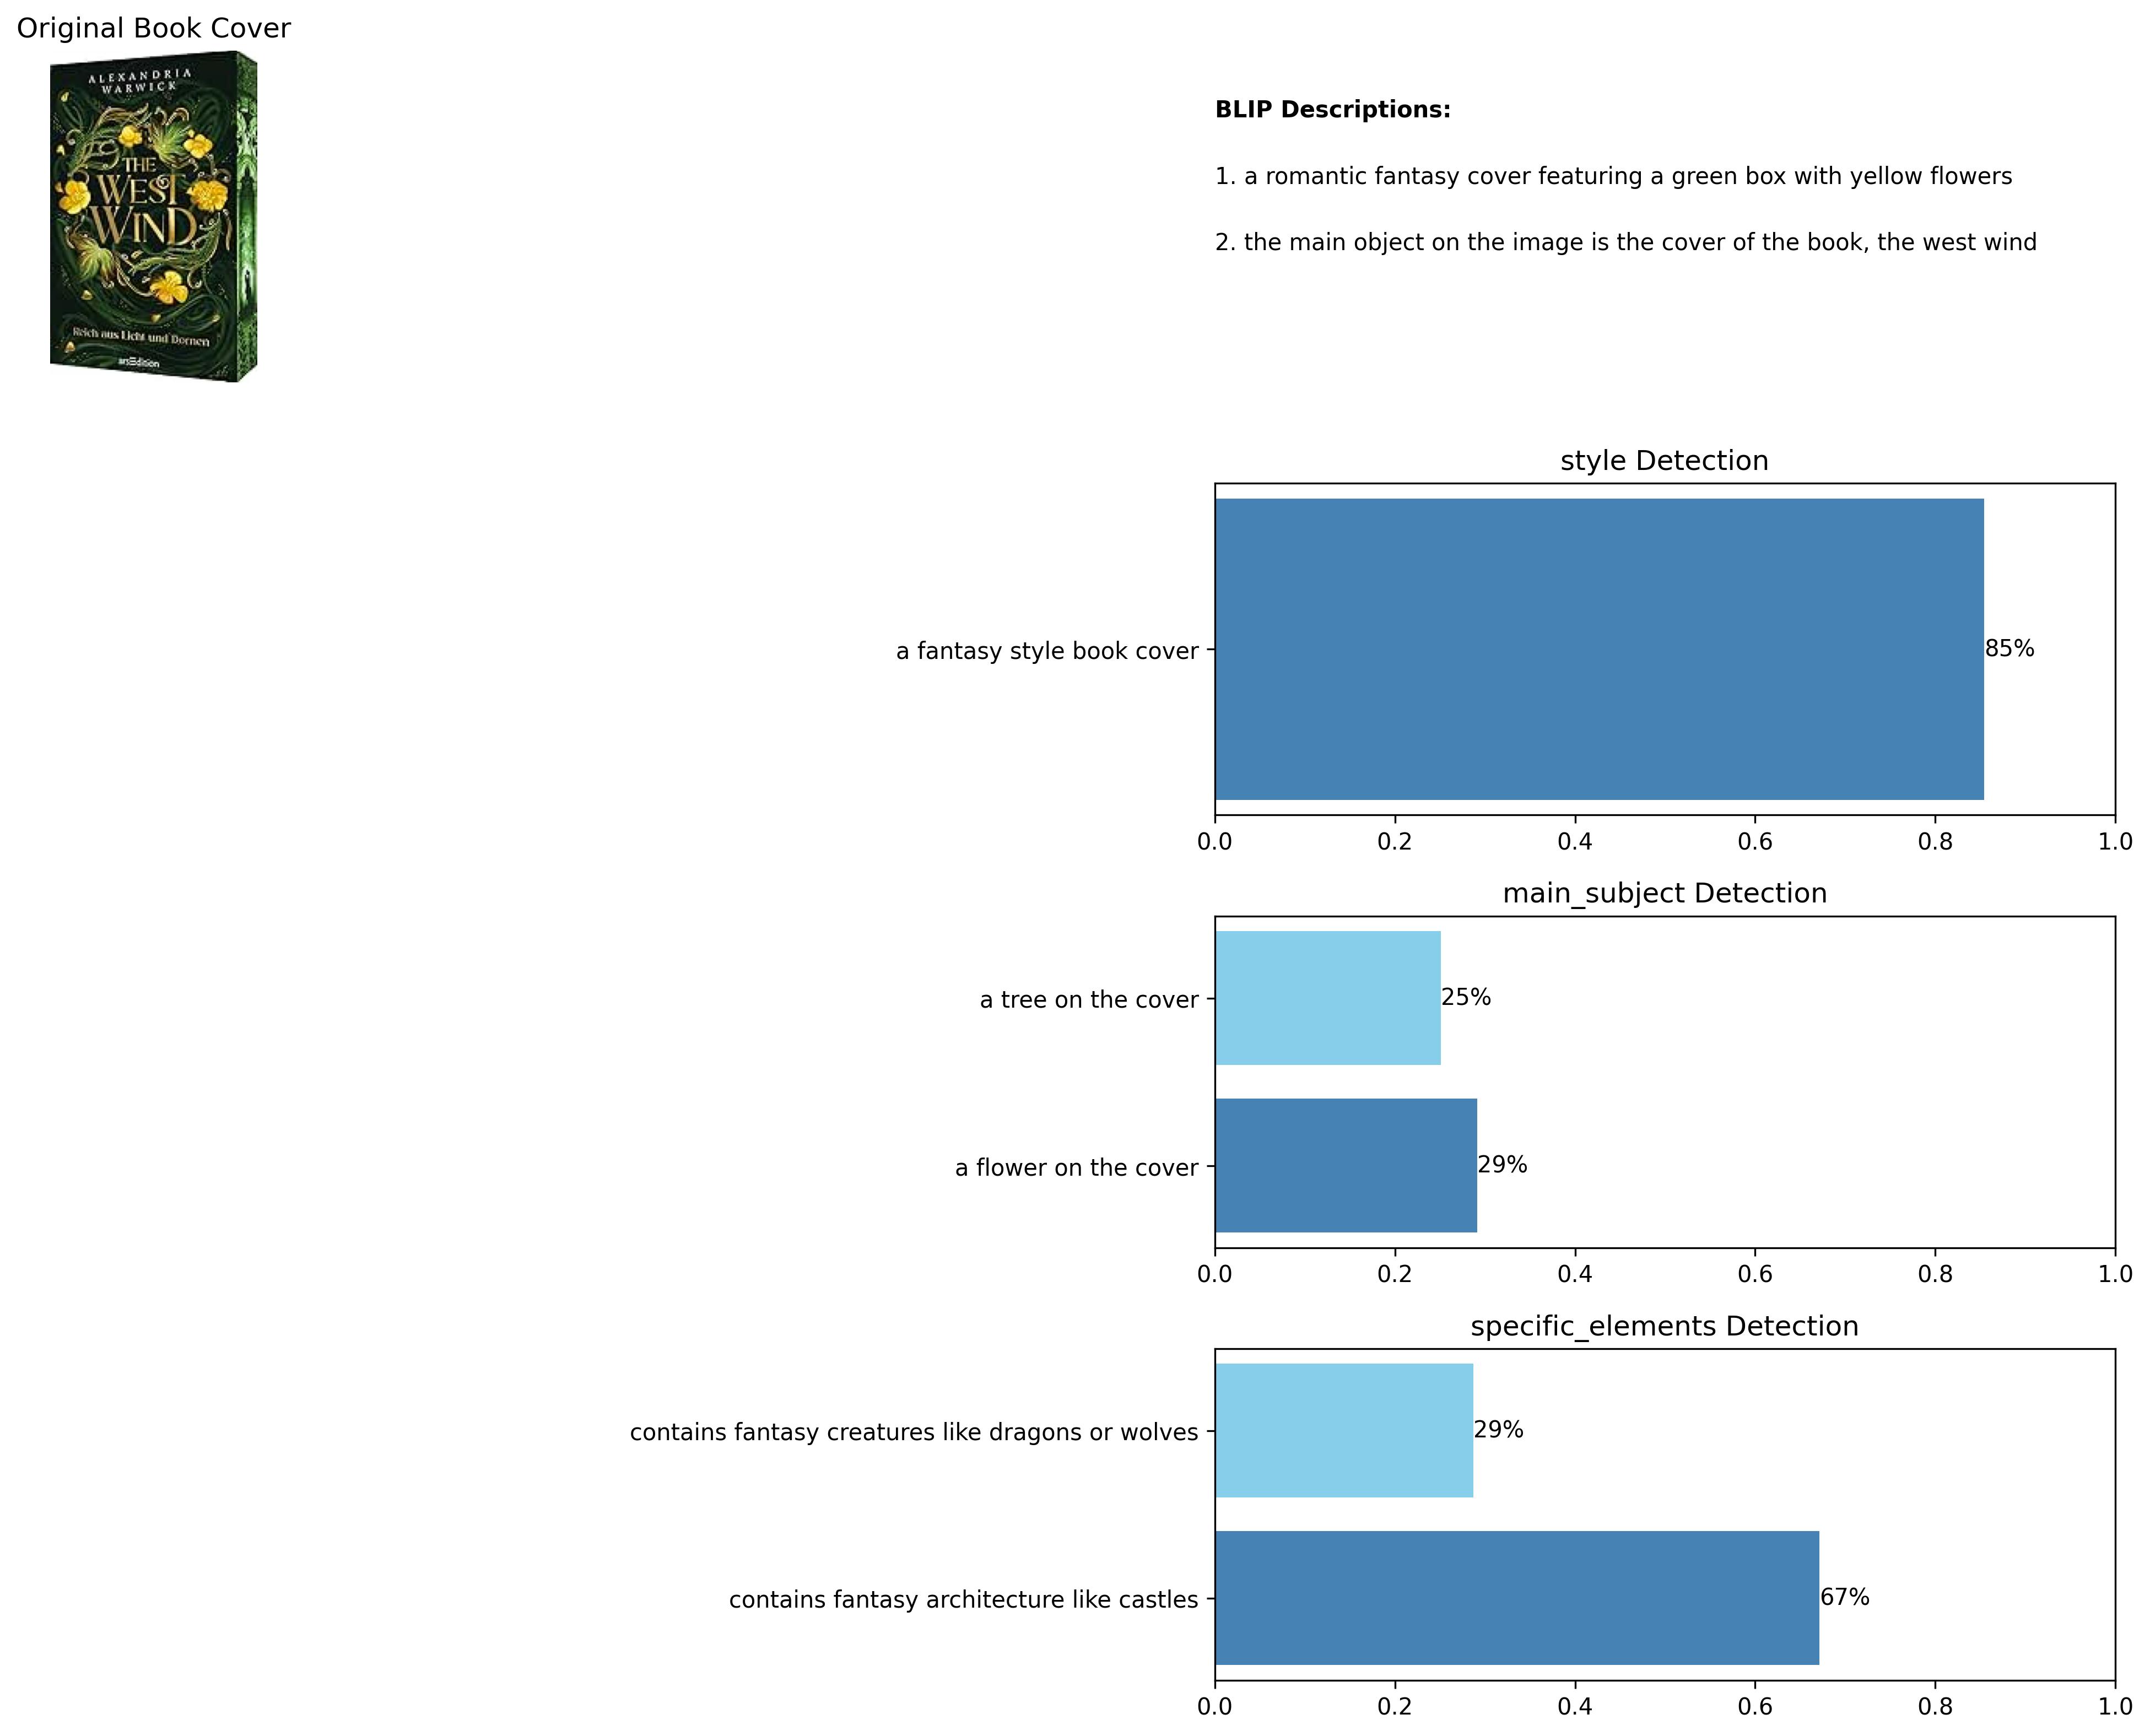 Original Book Cover
ALEXANDRIA
WARWICK
THE
WEST
WIND
Reich aus Licht und Dornen
arsEdition
BLIP Descriptions:
1. a romantic fantasy cover featuring a green box with yellow flowers
2. the main object on the image is the cover of the book, the west wind
style Detection
a fantasy style book cover
85%
0.0 0.2 0.4 0.6 0.8 1.0
main_subject Detection
a tree on the cover
25%
a flower on the cover
29%
0.0 0.2 0.4 0.6 0.8 1.0
specific_elements Detection
contains fantasy creatures like dragons or wolves
29%
contains fantasy architecture like castles
67%
0.0 0.2 0.4 0.6 0.8 1.0